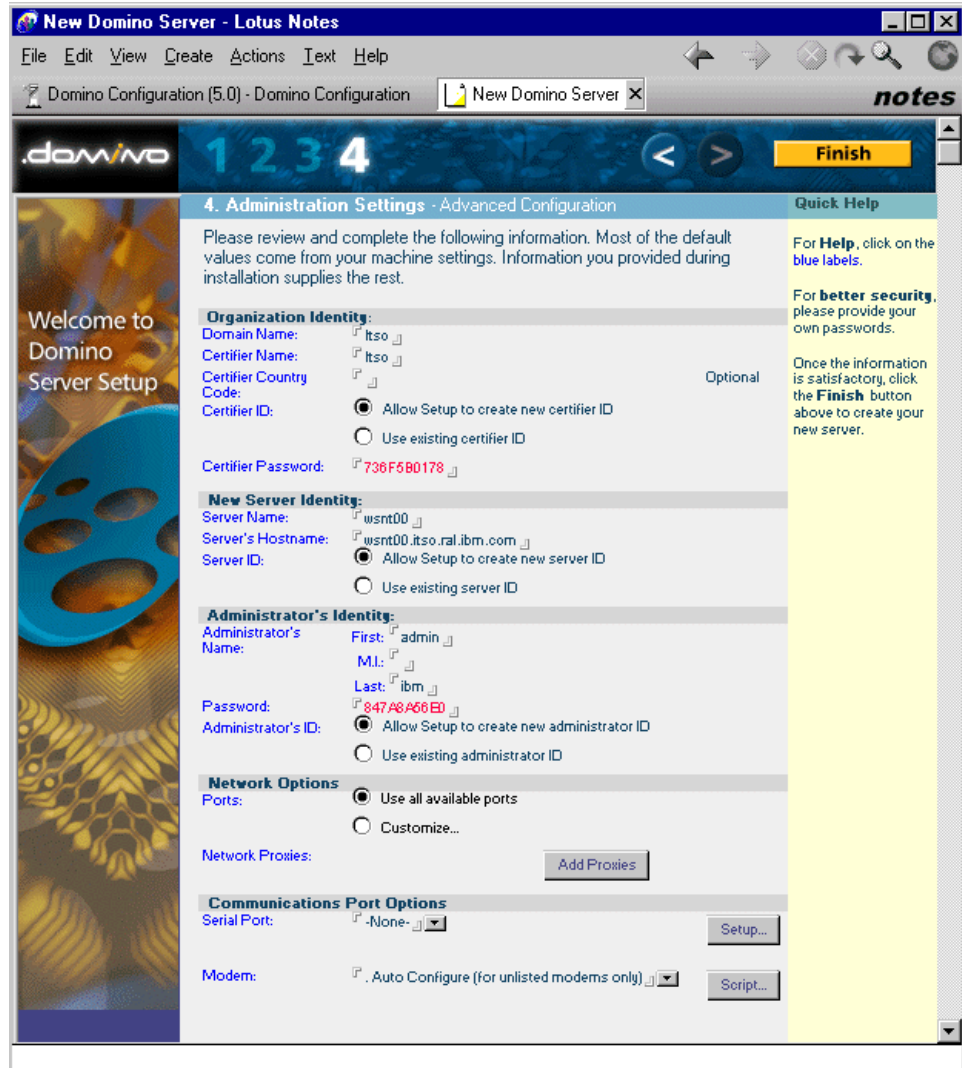 New Domino Server - Lotus Notes
File Edit View Create Actions Text Help
Domino Configuration (5.0) - Domino Configuration New Domino Server notes
.domino 1 2 3 4 < > Finish
4. Administration Settings - Advanced Configuration
Please review and complete the following information. Most of the default
values come from your machine settings. Information you provided during
installation supplies the rest.
Organization Identity:
Domain Name: Itso
Certifier Name: Itso
Certifier Country Optional
Code:
Certifier ID: Allow Setup to create new certifier ID
Use existing certifier ID
Certifier Password: 736F5B0178
New Server Identity:
Server Name: wsnt00
Server's Hostname: wsnt00.itso.ral.ibm.com
Server ID: Allow Setup to create new server ID
Use existing server ID
Administrator's Identity:
Administrator's First: admin
Name:
M.I.:
Last: ibm
Password: 847A8A56E0
Administrator's ID: Allow Setup to create new administrator ID
Use existing administrator ID
Network Options
Ports: Use all available ports
Customize...
Network Proxies: Add Proxies
Communications Port Options
Serial Port: -None- Setup...
Modem: . Auto Configure (for unlisted modems only) Script...
Welcome to
Domino
Server Setup
Quick Help
For Help, click on the
blue labels.
For better security,
please provide your
own passwords.
Once the information
is satisfactory, click
the Finish button
above to create your
new server.